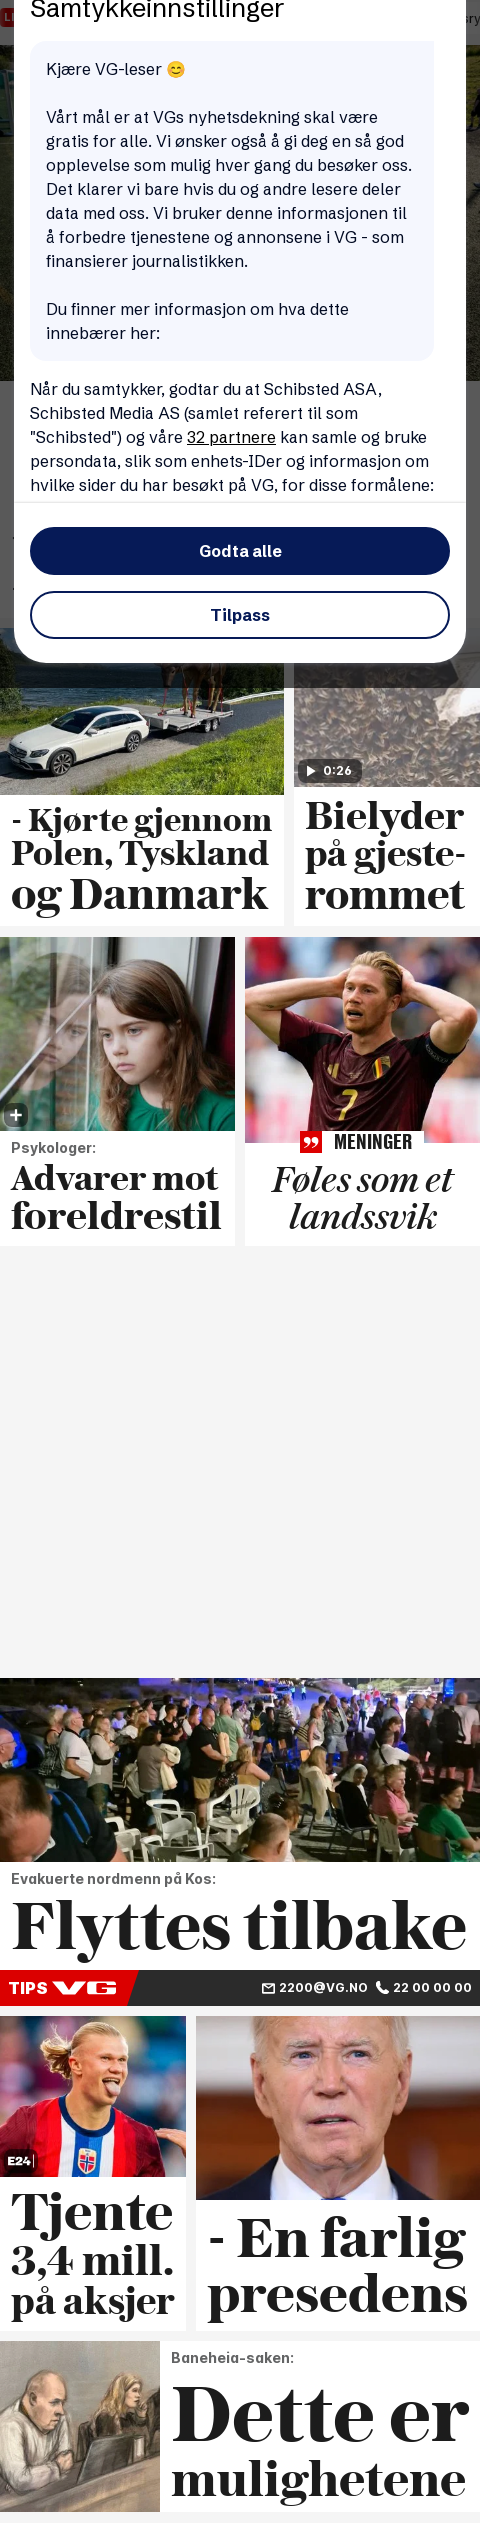 Samtykkeinnstillinger
Kjære VG-leser 😊
Vårt mål er at VGs nyhetsdekning skal være
gratis for alle. Vi ønsker også å gi deg en så god
opplevelse som mulig hver gang du besøker oss.
Det klarer vi bare hvis du og andre lesere deler
data med oss. Vi bruker denne informasjonen til
å forbedre tjenestene og annonsene i VG - som
finansierer journalistikken.
Du finner mer informasjon om hva dette
innebærer her:
Når du samtykker, godtar du at Schibsted ASA,
Schibsted Media AS (samlet referert til som
"Schibsted") og våre 32 partnere kan samle og bruke
persondata, slik som enhets-IDer og informasjon om
hvilke sider du har besøkt på VG, for disse formålene:
Godta alle
Tilpass
0:26
- Kjørte gjennom
Polen, Tyskland
og Danmark
Bielyder
på gjeste-
rommet
Psykologer:
Advarer mot
foreldrestil
7
MENINGER
Føles som et
landssvik
Evakuerte nordmenn på Kos:
Flyttes tilbake
TIPS VG
2200@VG.NO 22 00 00 00
E24
Tjente
3,4 mill.
på aksjer
- En farlig
presedens
Baneheia-saken:
Dette er
mulighetene